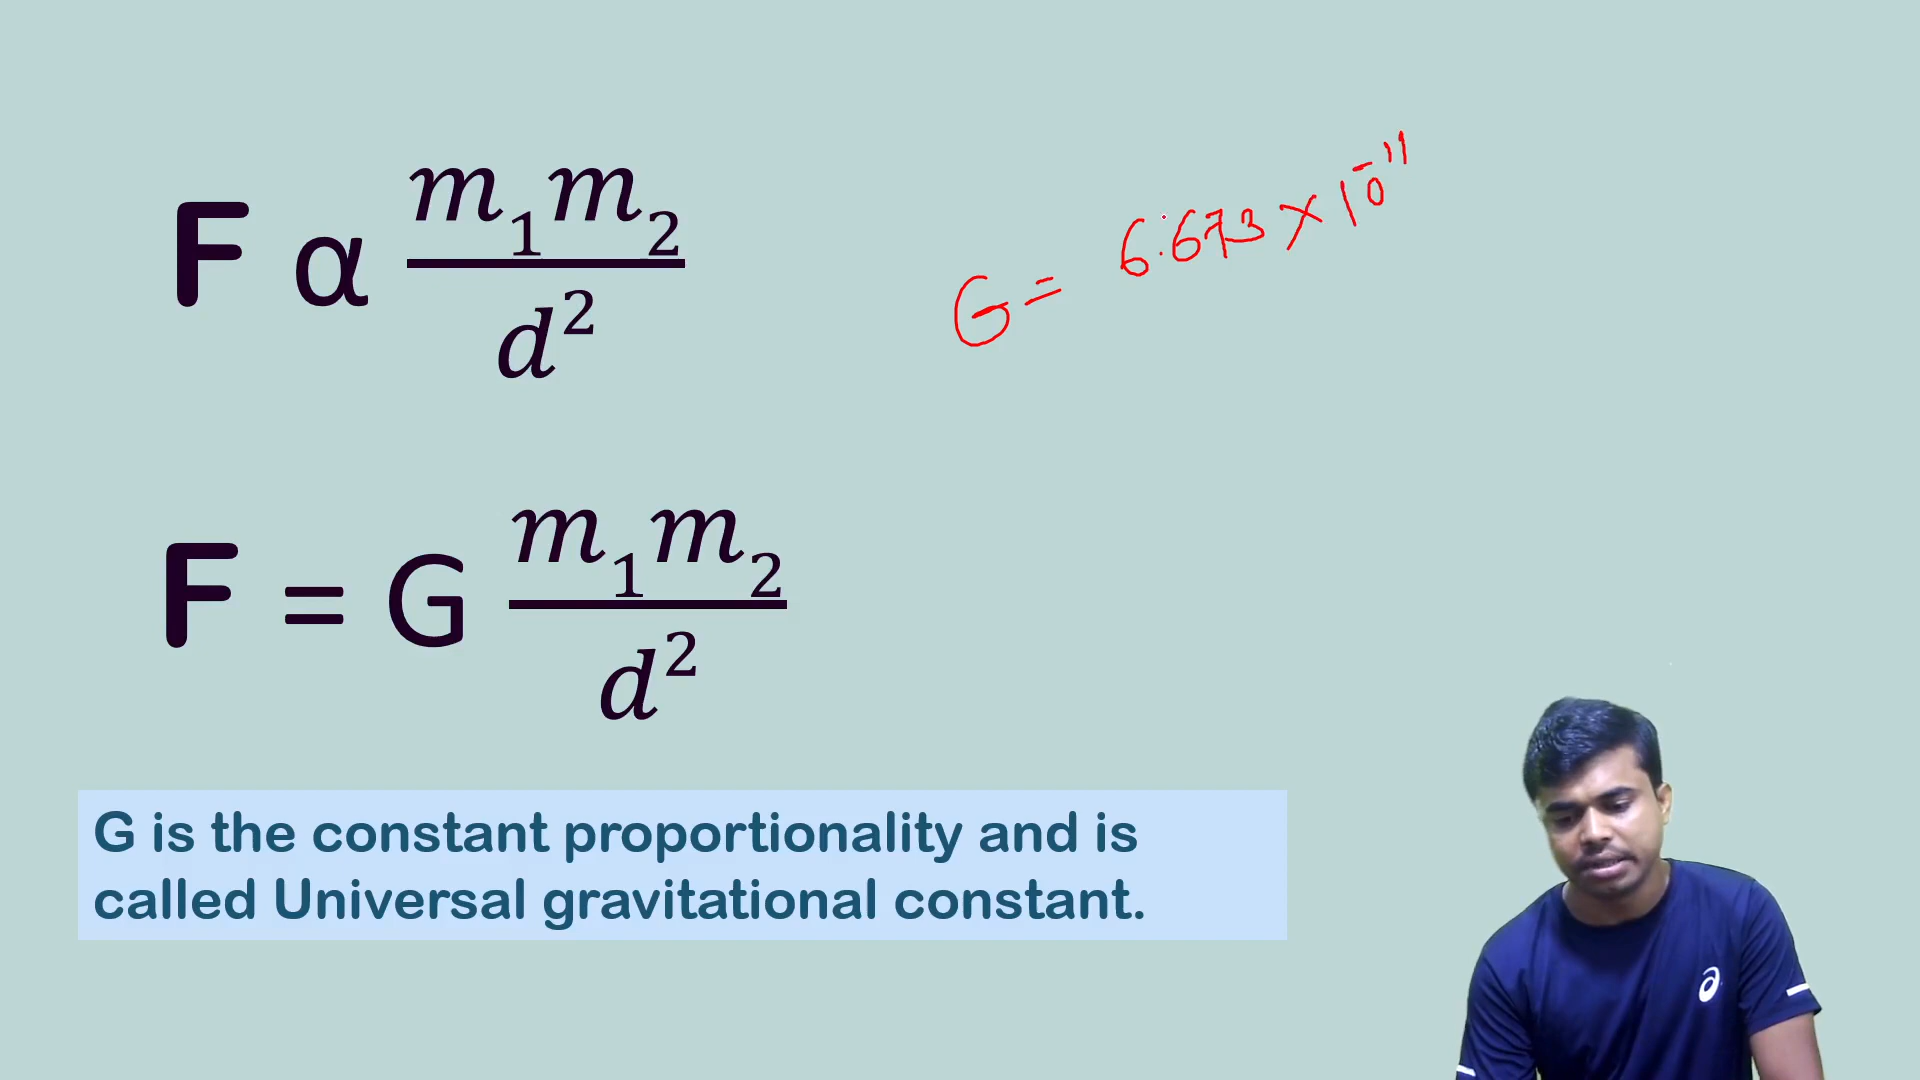 F α m₁m₂ / d²
G = 6.673 × 10⁻¹¹
F = G m₁m₂ / d²
G is the constant proportionality and is
called Universal gravitational constant.